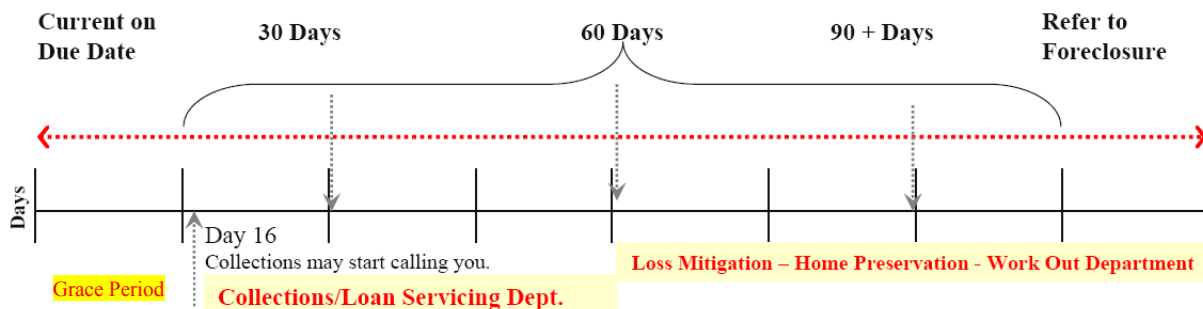 Current on
Due Date
30 Days
60 Days
90 + Days
Refer to
Foreclosure
Days
Day 16
Collections may start calling you.
Grace Period
Collections/Loan Servicing Dept.
Loss Mitigation – Home Preservation - Work Out Department